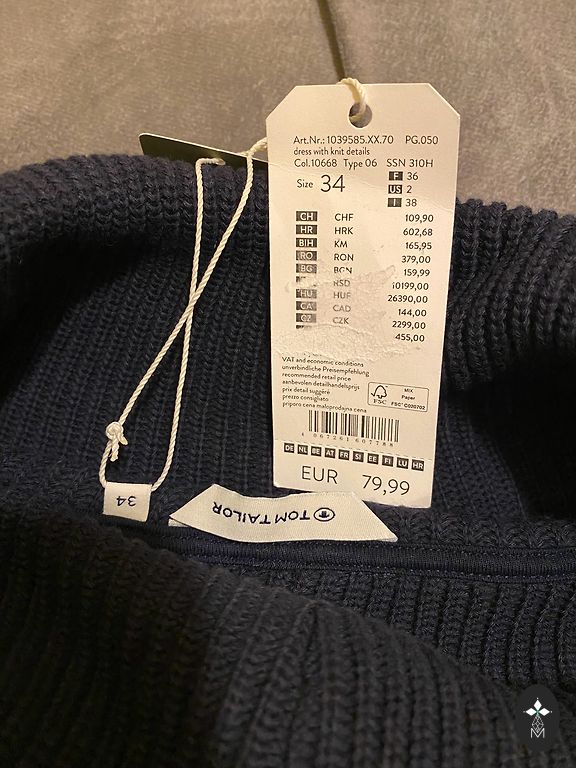 Art.Nr.: 1039585.XX.70 PG.050
dress with knit details
Col.10668 Type 06 SSN 310H
Size 34
F 36
US 2
I 38
CH CHF 109,90
HR HRK 602,68
BIH KM 165,95
RO RON 379,00
BG BGN 159,99
RSD 10199,00
HU HUF 26390,00
CA CAD 144,00
CZ CZK 2299,00
455,00
VAT and economic conditions
unverbindliche Preisempfehlung
recommended retail price
aanbevolen detailhandelsprijs
prix detail suggéré
prezzo consigliato
priporo cena maloprodajna cena
FSC
MIX
Paper
FSC® C020702
4 067261 607788
DE NL BE AT FR SI EE FI LU HR
EUR 79,99
34
TOM TAILOR
M